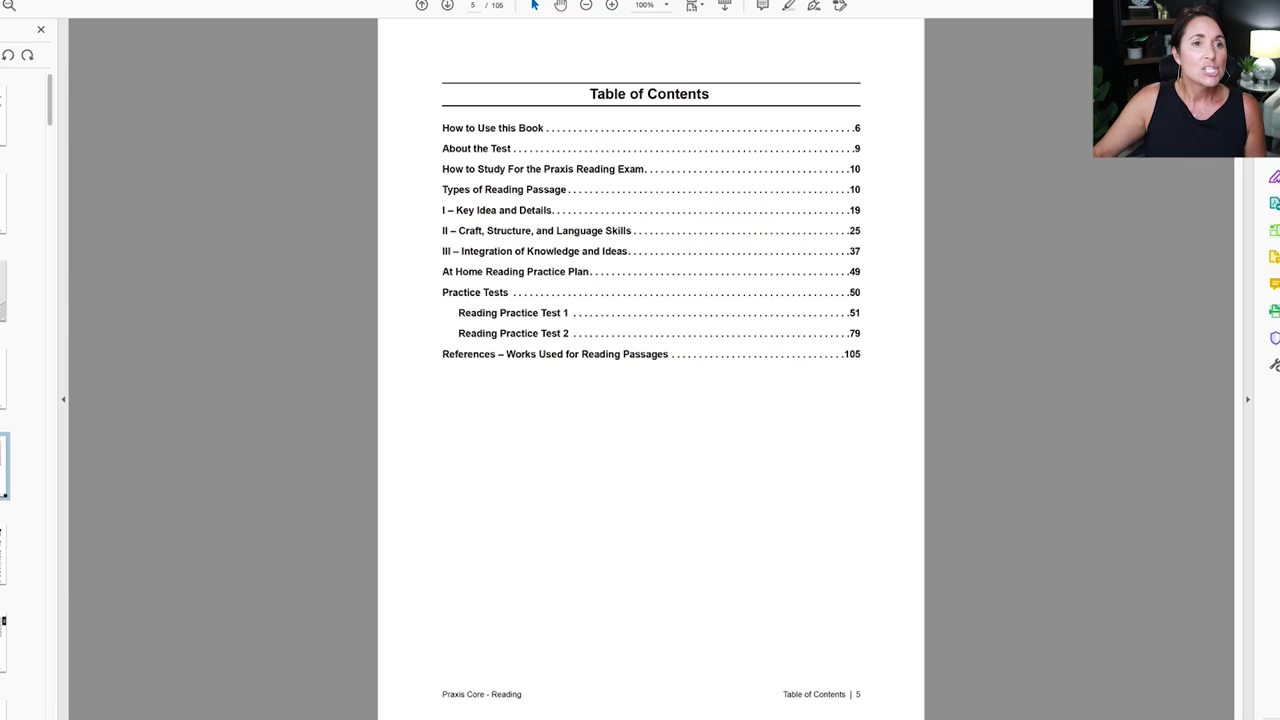 5 / 105
100%
Table of Contents
How to Use this Book . . . . . . . . . . . . . . . . . . . . . . . . . . . . . . . . . . . . . . . . . . . . . . . . . . . . . . . . .6
About the Test . . . . . . . . . . . . . . . . . . . . . . . . . . . . . . . . . . . . . . . . . . . . . . . . . . . . . . . . . . . . . . .9
How to Study For the Praxis Reading Exam. . . . . . . . . . . . . . . . . . . . . . . . . . . . . . . . . . . . . .10
Types of Reading Passage . . . . . . . . . . . . . . . . . . . . . . . . . . . . . . . . . . . . . . . . . . . . . . . . . . . .10
I – Key Idea and Details. . . . . . . . . . . . . . . . . . . . . . . . . . . . . . . . . . . . . . . . . . . . . . . . . . . . . . .19
II – Craft, Structure, and Language Skills . . . . . . . . . . . . . . . . . . . . . . . . . . . . . . . . . . . . . . . .25
III – Integration of Knowledge and Ideas. . . . . . . . . . . . . . . . . . . . . . . . . . . . . . . . . . . . . . . . .37
At Home Reading Practice Plan. . . . . . . . . . . . . . . . . . . . . . . . . . . . . . . . . . . . . . . . . . . . . . . .49
Practice Tests . . . . . . . . . . . . . . . . . . . . . . . . . . . . . . . . . . . . . . . . . . . . . . . . . . . . . . . . . . . . . .50
Reading Practice Test 1 . . . . . . . . . . . . . . . . . . . . . . . . . . . . . . . . . . . . . . . . . . . . . . . . . . .51
Reading Practice Test 2 . . . . . . . . . . . . . . . . . . . . . . . . . . . . . . . . . . . . . . . . . . . . . . . . . . .79
References – Works Used for Reading Passages . . . . . . . . . . . . . . . . . . . . . . . . . . . . . . . .105
Praxis Core - Reading
Table of Contents | 5